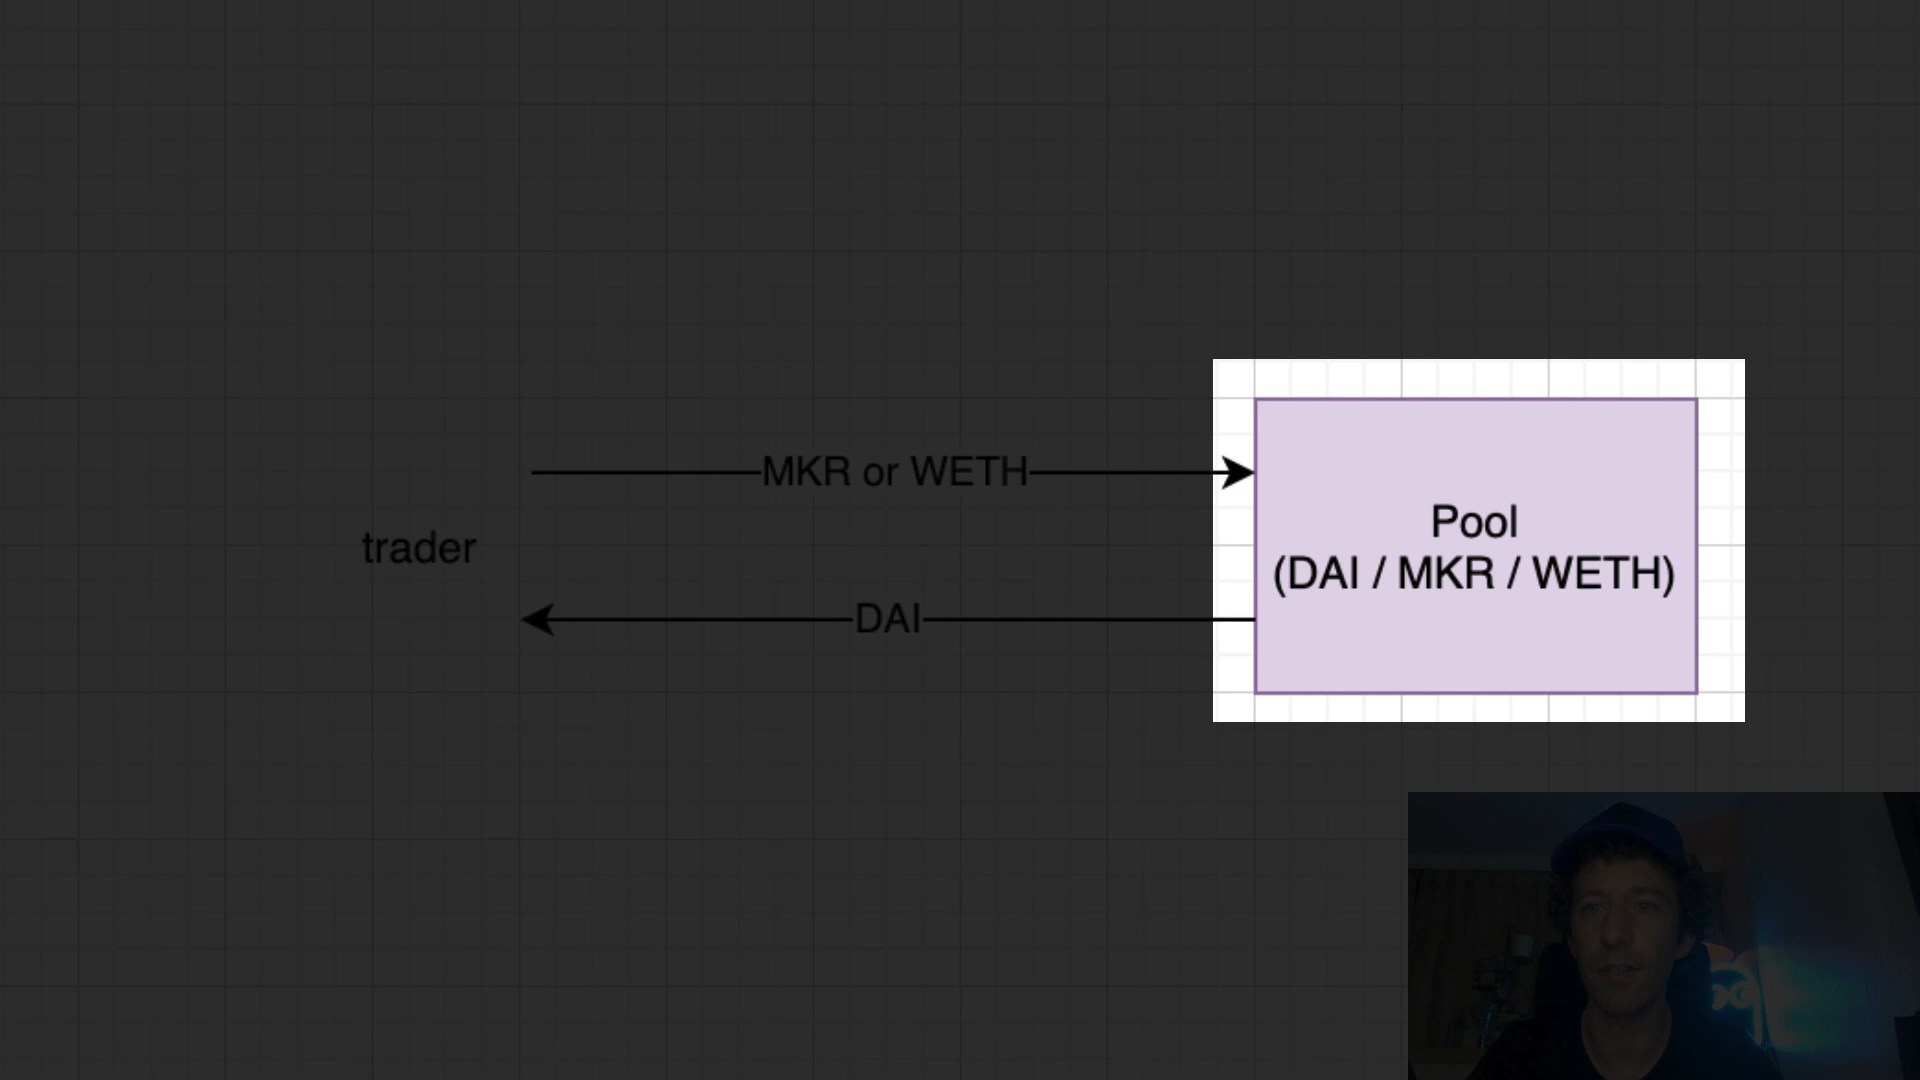 MKR or WETH
trader
DAI
Pool
(DAI / MKR / WETH)